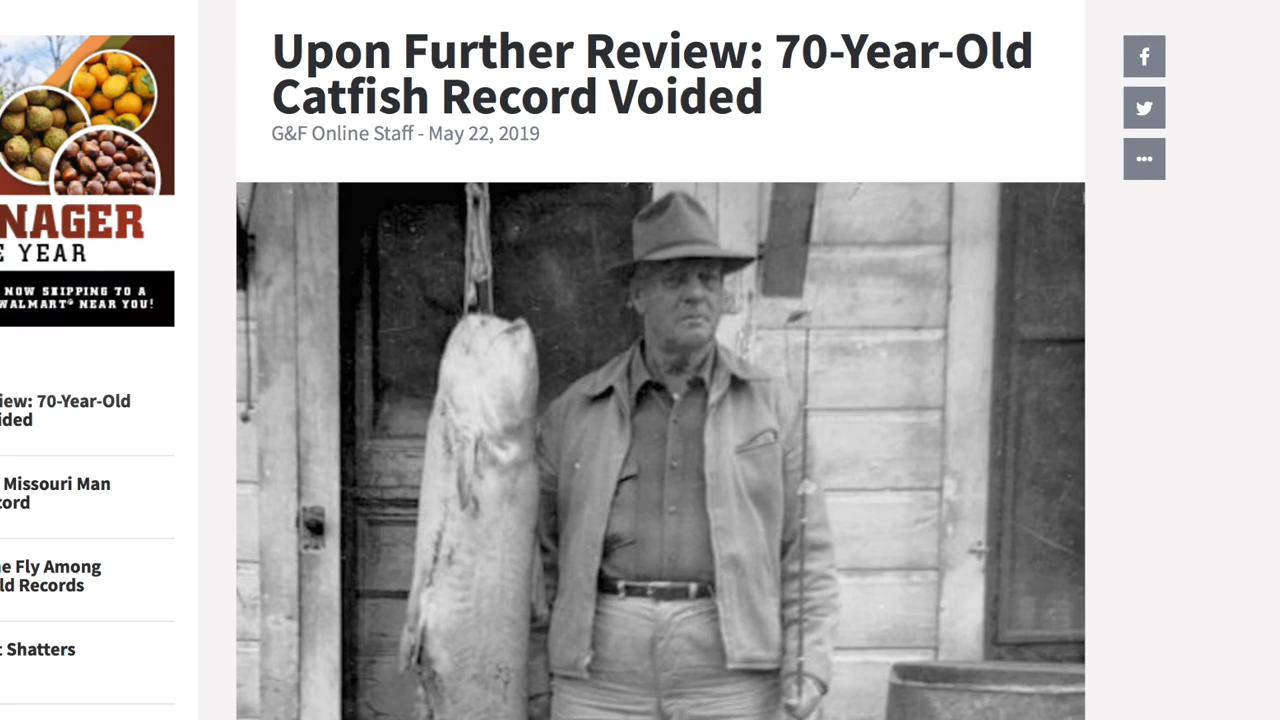 Upon Further Review: 70-Year-Old
Catfish Record Voided
G&F Online Staff - May 22, 2019
NAGER
E YEAR
NOW SHIPPING TO A
WALMART® NEAR YOU!
iew: 70-Year-Old
ided
Missouri Man
cord
e Fly Among
ld Records
t Shatters